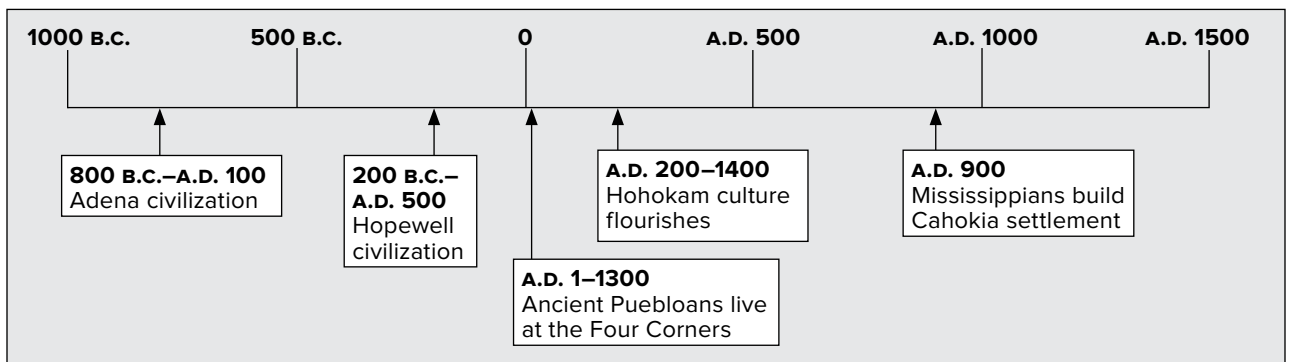 1000 B.C.
500 B.C.
0
A.D. 500
A.D. 1000
A.D. 1500
800 B.C.–A.D. 100
Adena civilization
200 B.C.–
A.D. 500
Hopewell
civilization
A.D. 1–1300
Ancient Puebloans live
at the Four Corners
A.D. 200–1400
Hohokam culture
flourishes
A.D. 900
Mississippians build
Cahokia settlement